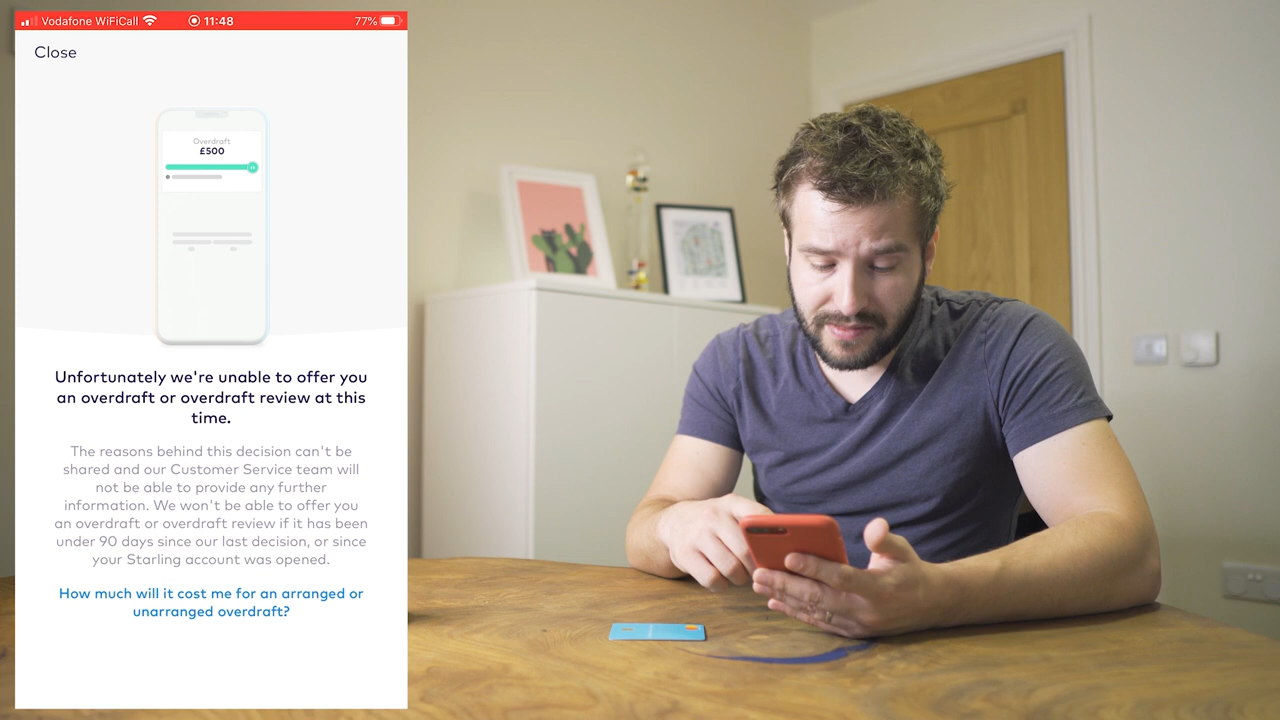 Vodafone WiFiCall 11:48 77%
Close
Overdraft
£500
Unfortunately we're unable to offer you
an overdraft or overdraft review at this
time.
The reasons behind this decision can't be
shared and our Customer Service team will
not be able to provide any further
information. We won't be able to offer you
an overdraft or overdraft review if it has been
under 90 days since our last decision, or since
your Starling account was opened.
How much will it cost me for an arranged or
unarranged overdraft?